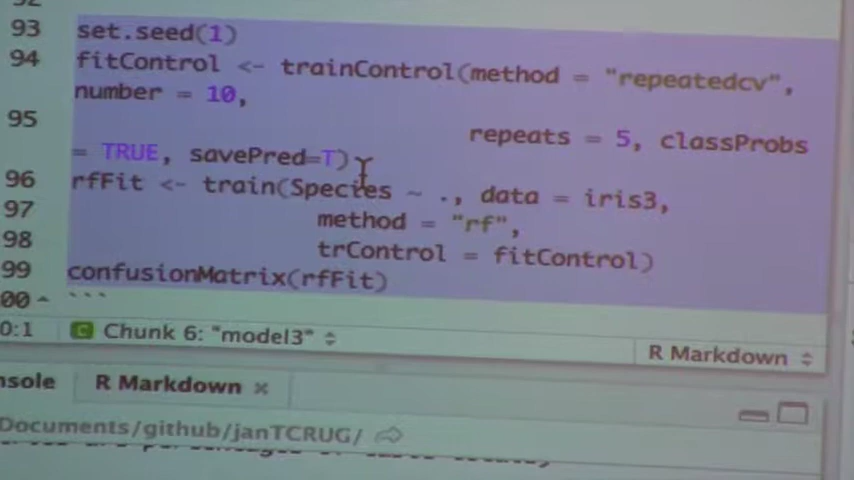 93 set.seed(1)
94 fitControl <- trainControl(method = "repeatedcv",
number = 10,
95 repeats = 5, classProbs
= TRUE, savePred=T)
96 rfFit <- train(Species ~ ., data = iris3,
97 method = "rf",
98 trControl = fitControl)
99 confusionMatrix(rfFit)
00 ```
0:1 C Chunk 6: "model3" R Markdown
nsole R Markdown ×
Documents/github/janTCRUG/